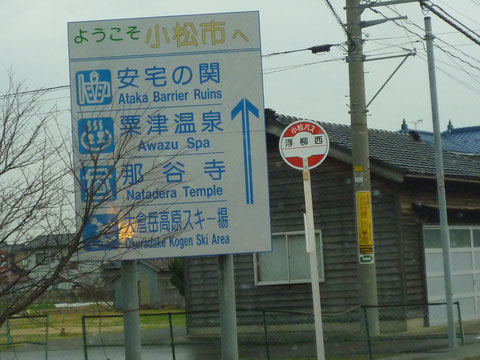 ようこそ 小松市へ
安宅の関
Ataka Barrier Ruins
粟津温泉
Awazu Spa
那谷寺
Natadera Temple
大倉岳高原スキー場
Okuradake Kogen Ski Area
小松バス
浮柳西